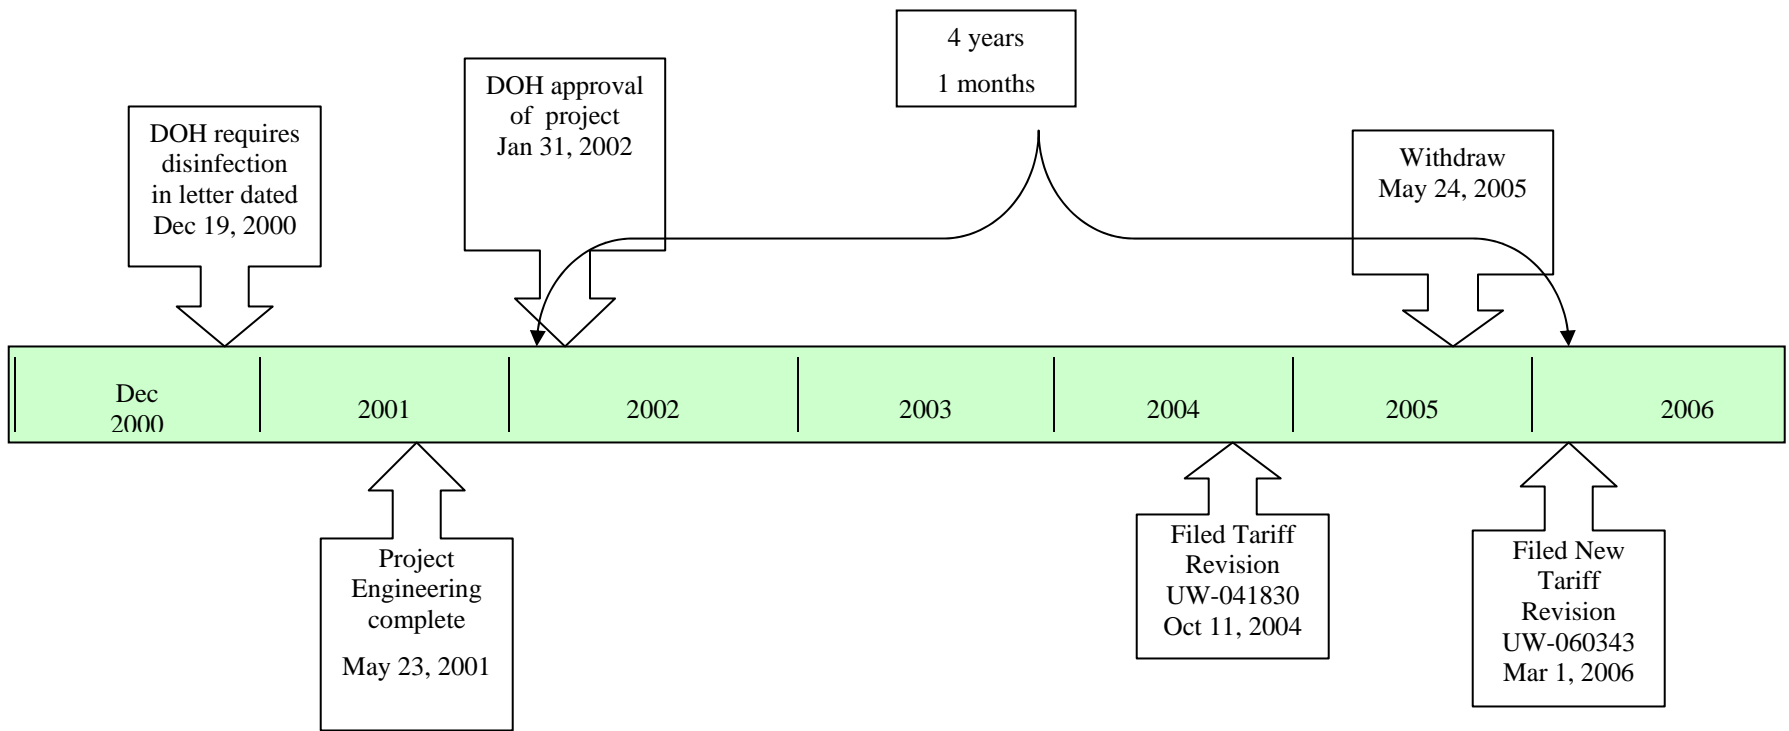 4 years
1 months
DOH approval
of project
Jan 31, 2002
DOH requires
disinfection
in letter dated
Dec 19, 2000
Withdraw
May 24, 2005
Dec
2000
2001
2002
2003
2004
2005
2006
Project
Engineering
complete
May 23, 2001
Filed Tariff
Revision
UW-041830
Oct 11, 2004
Filed New
Tariff
Revision
UW-060343
Mar 1, 2006